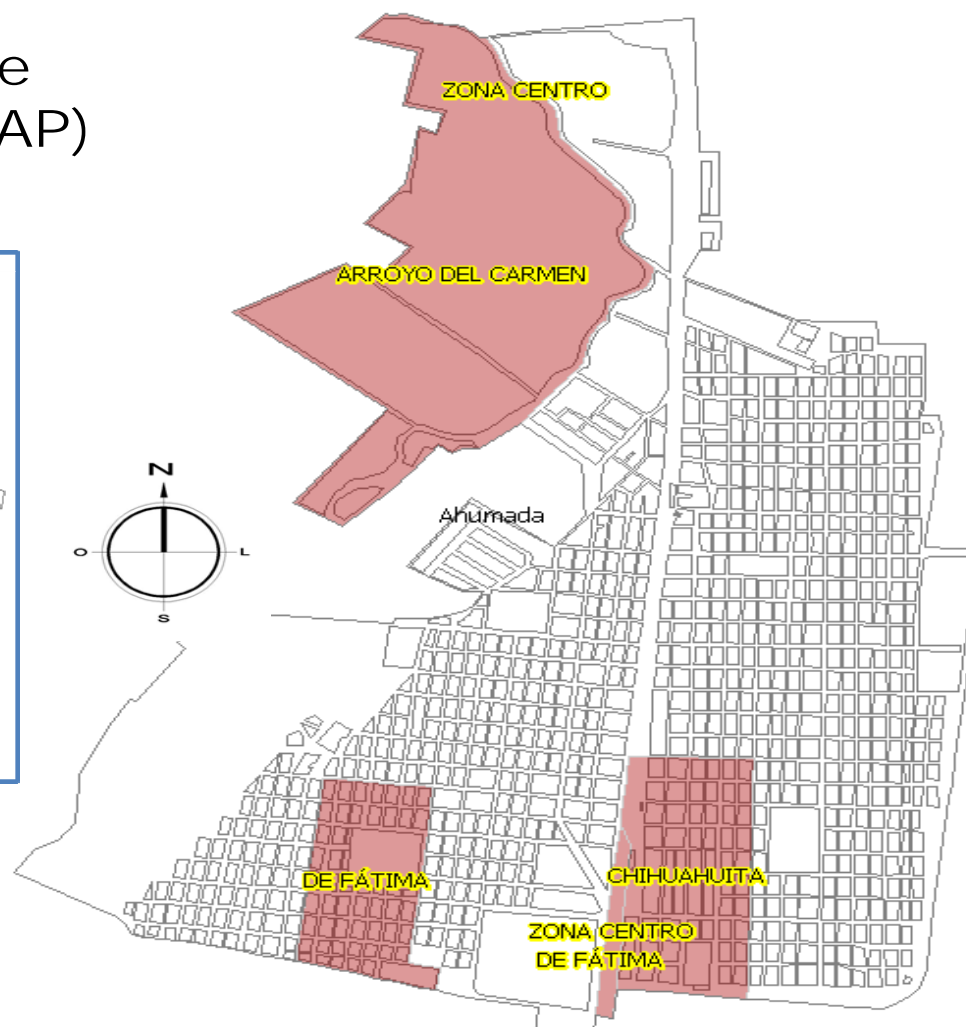 e
AP)
ZONA CENTRO
ARROYO DEL CARMEN
N
Ahumada
O
L
S
DE FÁTIMA
CHIHUAHUITA
ZONA CENTRO
DE FÁTIMA